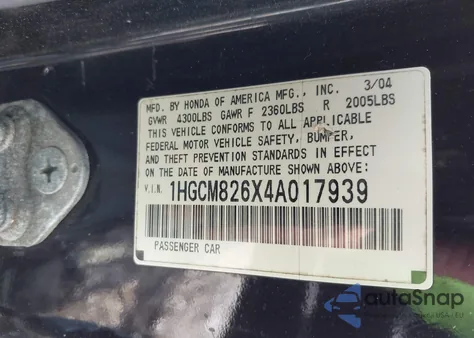 MFD. BY HONDA OF AMERICA MFG., INC. 3/04
GVWR 4300LBS GAWR F 2360LBS R 2005LBS
THIS VEHICLE CONFORMS TO ALL APPLICABLE
FEDERAL MOTOR VEHICLE SAFETY, BUMPER,
AND THEFT PREVENTION STANDARDS IN EFFECT
ON THE DATE OF MANUFACTURE SHOWN ABOVE.
V.I.N. 1HGCM826X4A017939
PASSENGER CAR
autoSnap